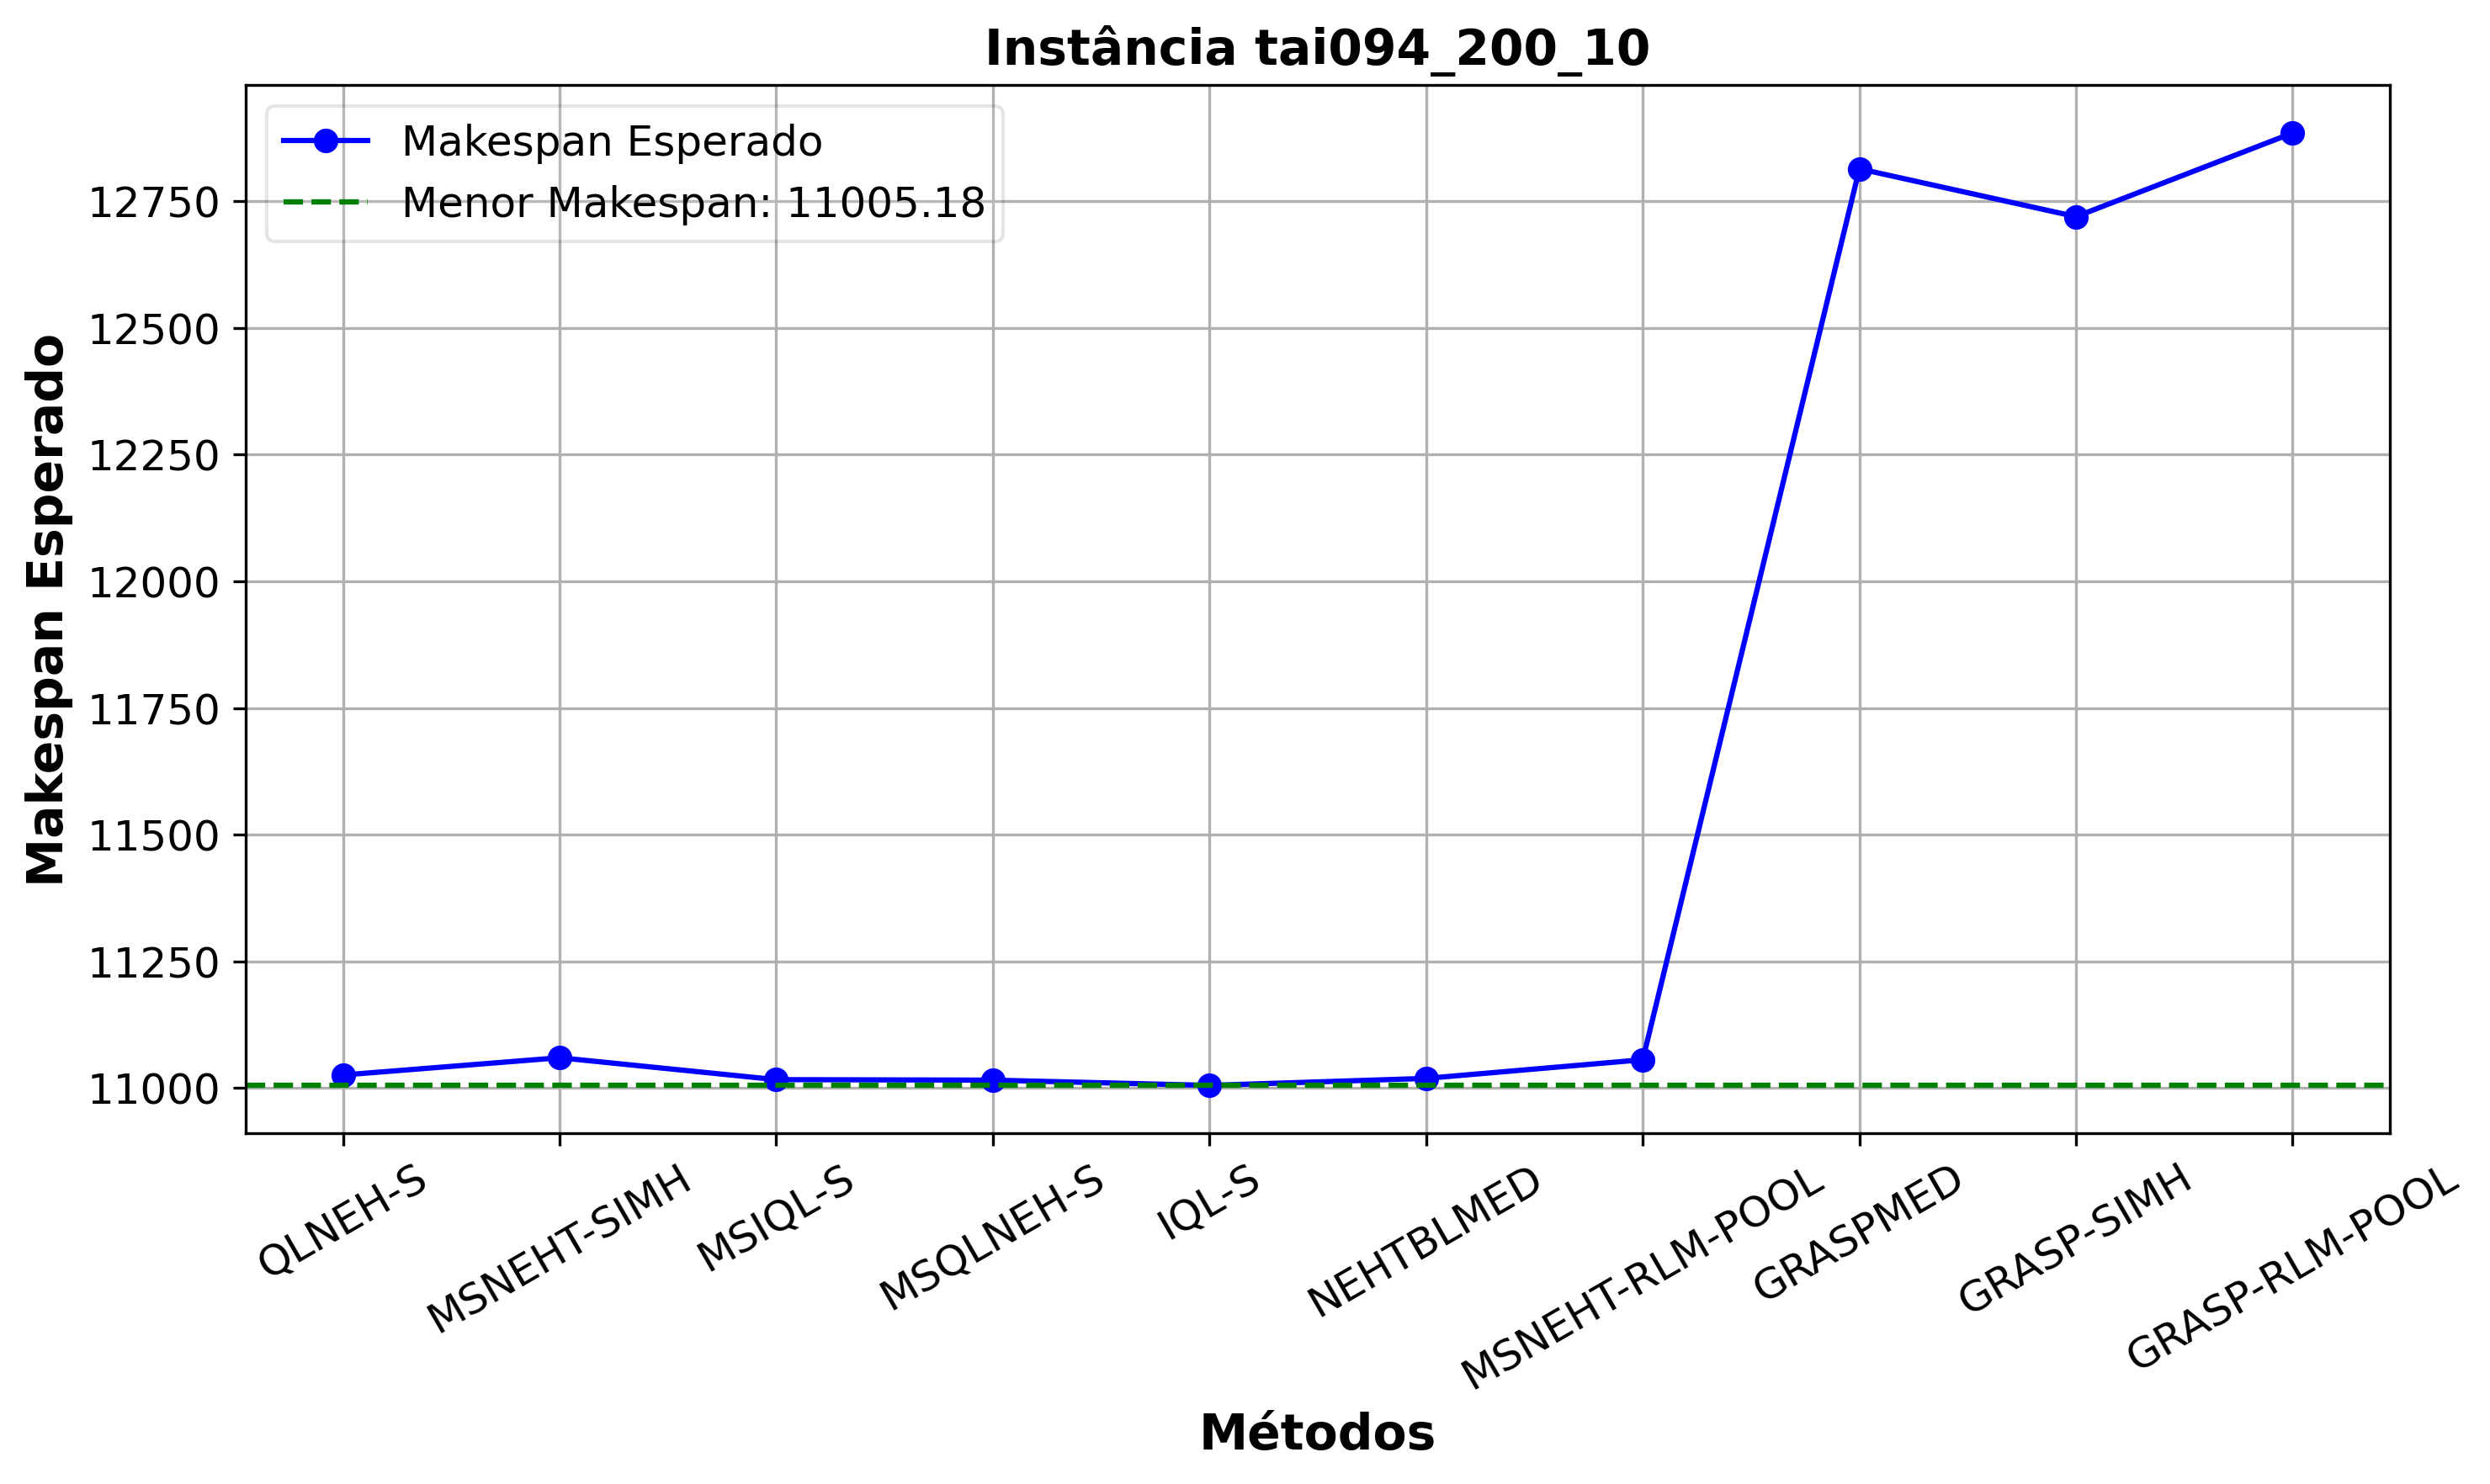 Instância tai094_200_10
Makespan Esperado
Menor Makespan: 11005.18
Makespan Esperado
12750
12500
12250
12000
11750
11500
11250
11000
QLNEH-S
MSNEHT-SIMH
MSIQL-S
MSQLNEH-S
IQL-S
NEHTBLMED
MSNEHT-RLM-POOL
GRASPMED
GRASP-SIMH
GRASP-RLM-POOL
Métodos